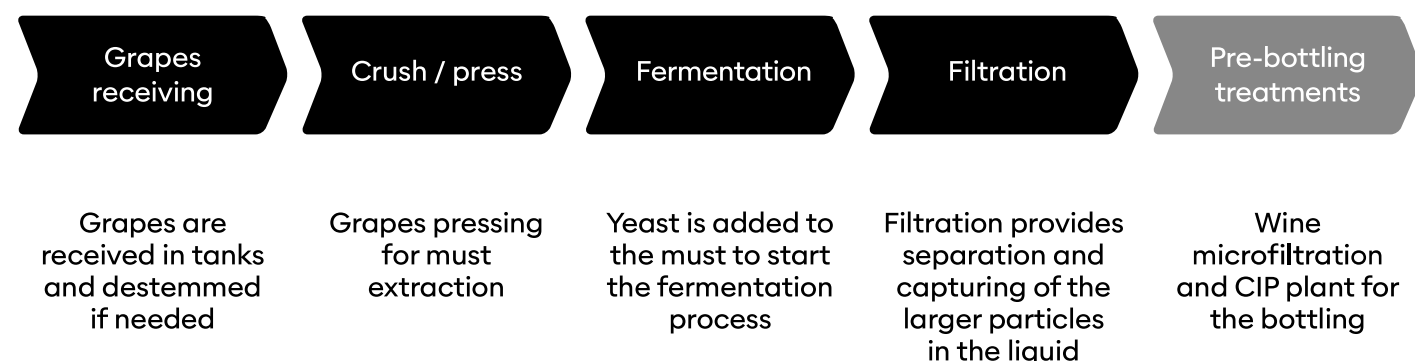 Grapes
receiving
Crush / press
Fermentation
Filtration
Pre-bottling
treatments
Grapes are
received in tanks
and destemmed
if needed
Grapes pressing
for must
extraction
Yeast is added to
the must to start
the fermentation
process
Filtration provides
separation and
capturing of the
larger particles
in the liquid
Wine
microfiltration
and CIP plant for
the bottling